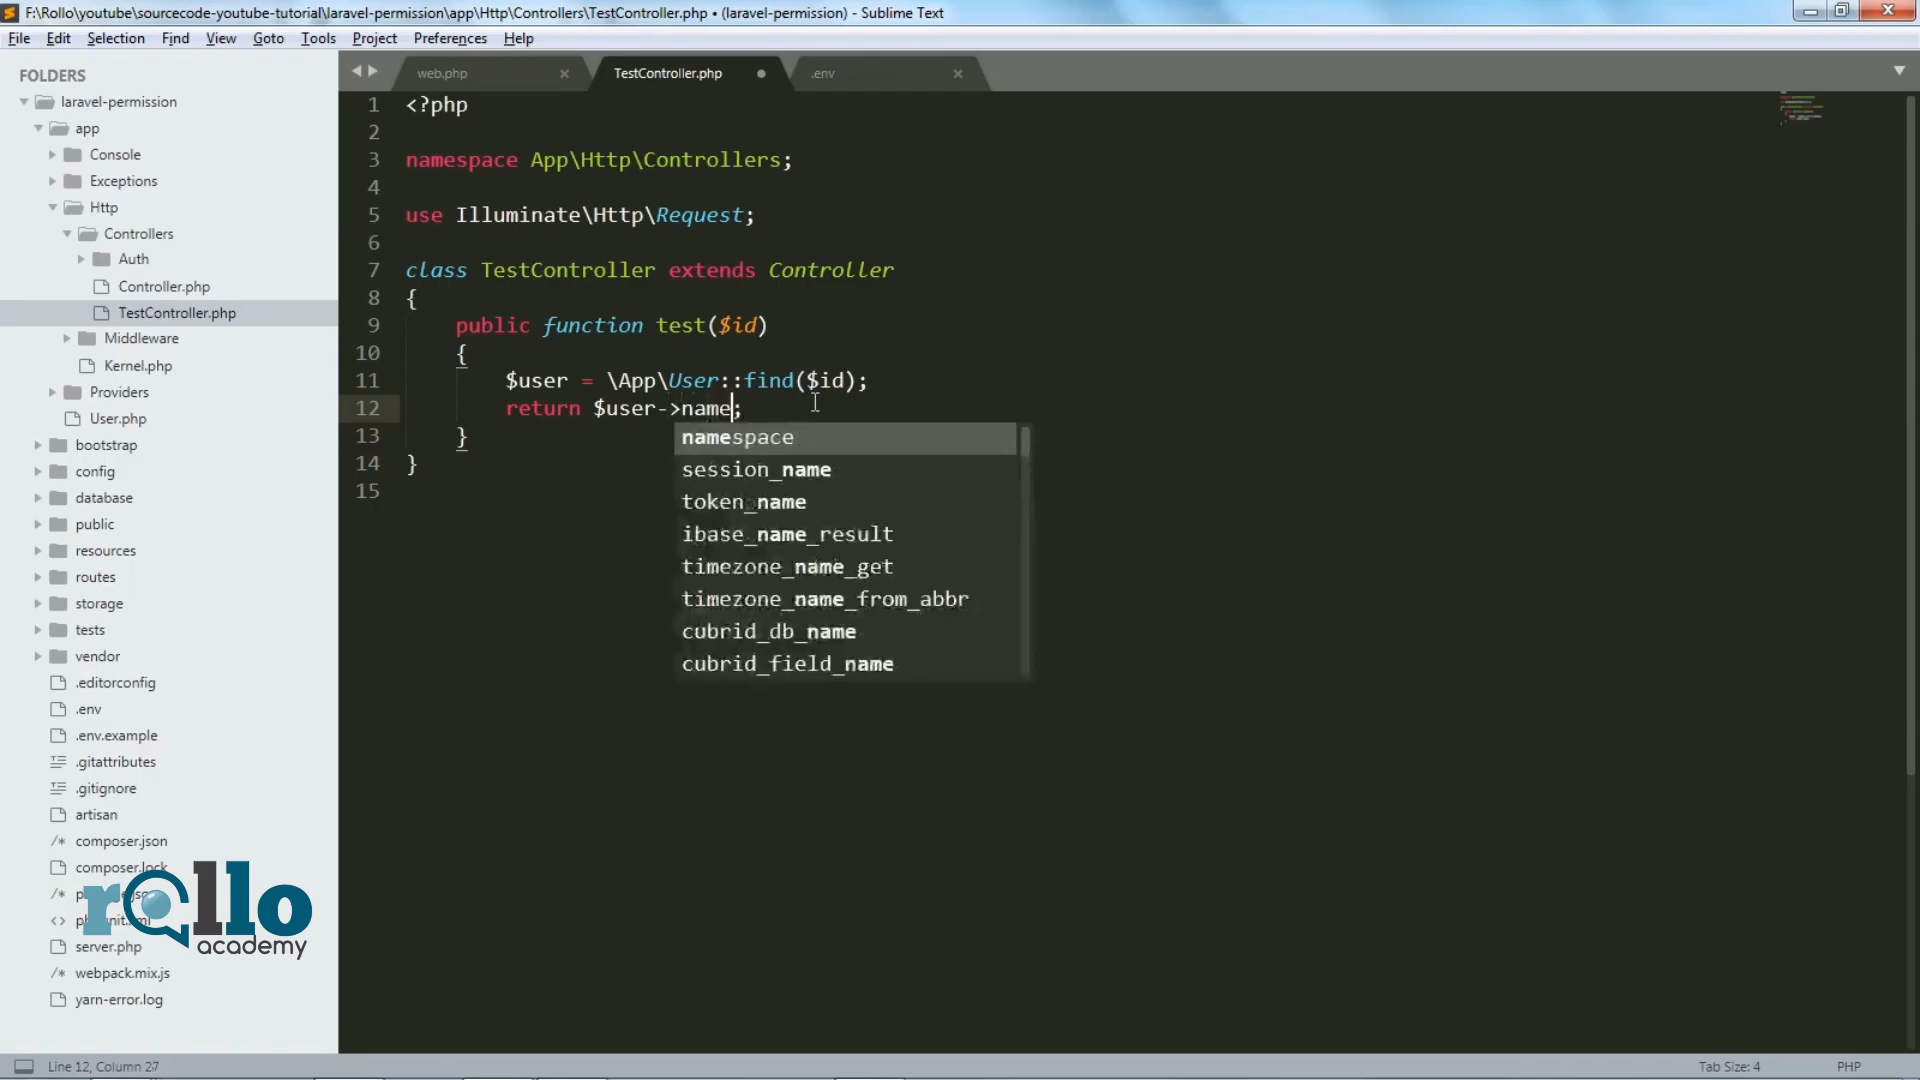 F:\Rollo\youtube\sourcecode-youtube-tutorial\laravel-permission\app\Http\Controllers\TestController.php • (laravel-permission) - Sublime Text
File Edit Selection Find View Goto Tools Project Preferences Help
FOLDERS
laravel-permission
app
Console
Exceptions
Http
Controllers
Auth
Controller.php
TestController.php
Middleware
Kernel.php
Providers
User.php
bootstrap
config
database
public
resources
routes
storage
tests
vendor
.editorconfig
.env
.env.example
.gitattributes
.gitignore
artisan
composer.json
composer.lock
server.php
webpack.mix.js
yarn-error.log
rollo
academy
web.php TestController.php .env
1 <?php
2
3 namespace App\Http\Controllers;
4
5 use Illuminate\Http\Request;
6
7 class TestController extends Controller
8 {
9 public function test($id)
10 {
11 $user = \App\User::find($id);
12 return $user->name;
13 }
14 }
15
namespace
session_name
token_name
ibase_name_result
timezone_name_get
timezone_name_from_abbr
cubrid_db_name
cubrid_field_name
Line 12, Column 27 Tab Size: 4 PHP